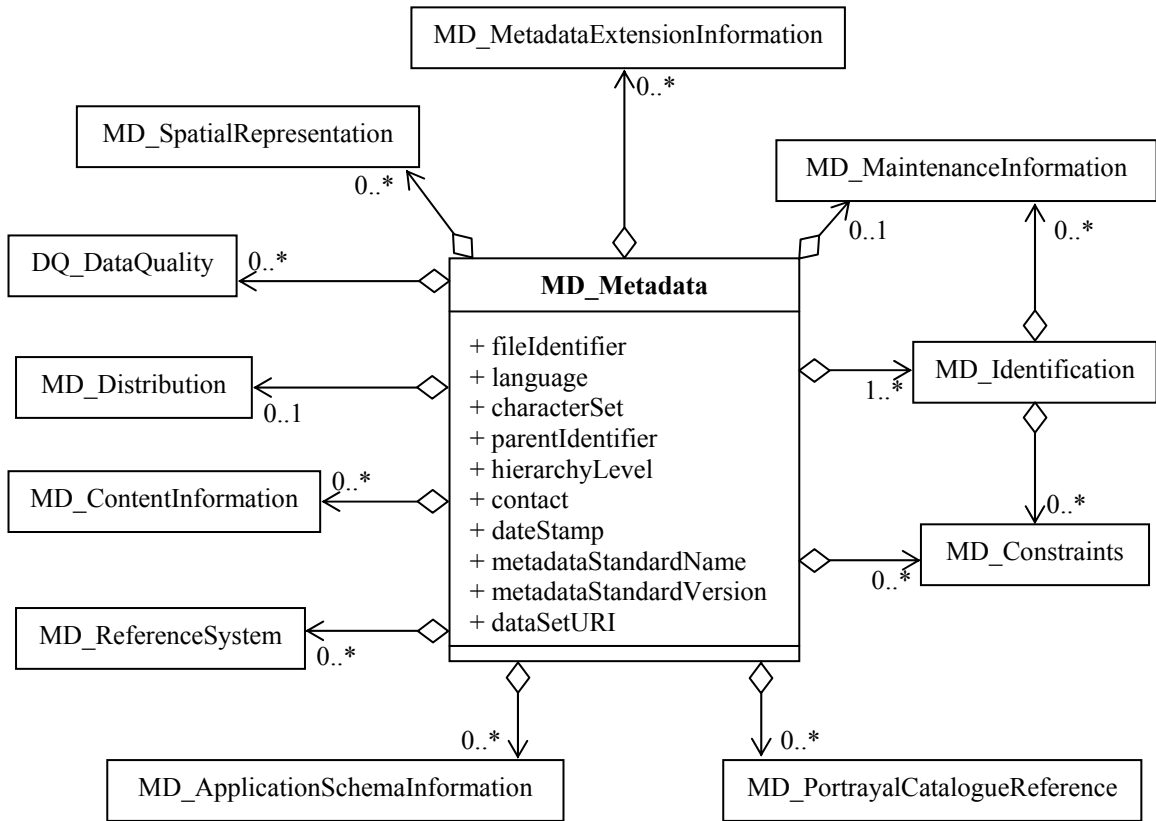 MD_MetadataExtensionInformation
0..*
MD_SpatialRepresentation
0..*
MD_MaintenanceInformation
0..1
0..*
DQ_DataQuality
0..*
MD_Metadata
+ fileIdentifier
+ language
+ characterSet
+ parentIdentifier
+ hierarchyLevel
+ contact
+ dateStamp
+ metadataStandardName
+ metadataStandardVersion
+ dataSetURI
MD_Distribution
0..1
MD_Identification
1..*
MD_ContentInformation
0..*
0..*
MD_Constraints
0..*
MD_ReferenceSystem
0..*
0..*
MD_ApplicationSchemaInformation
0..*
MD_PortrayalCatalogueReference